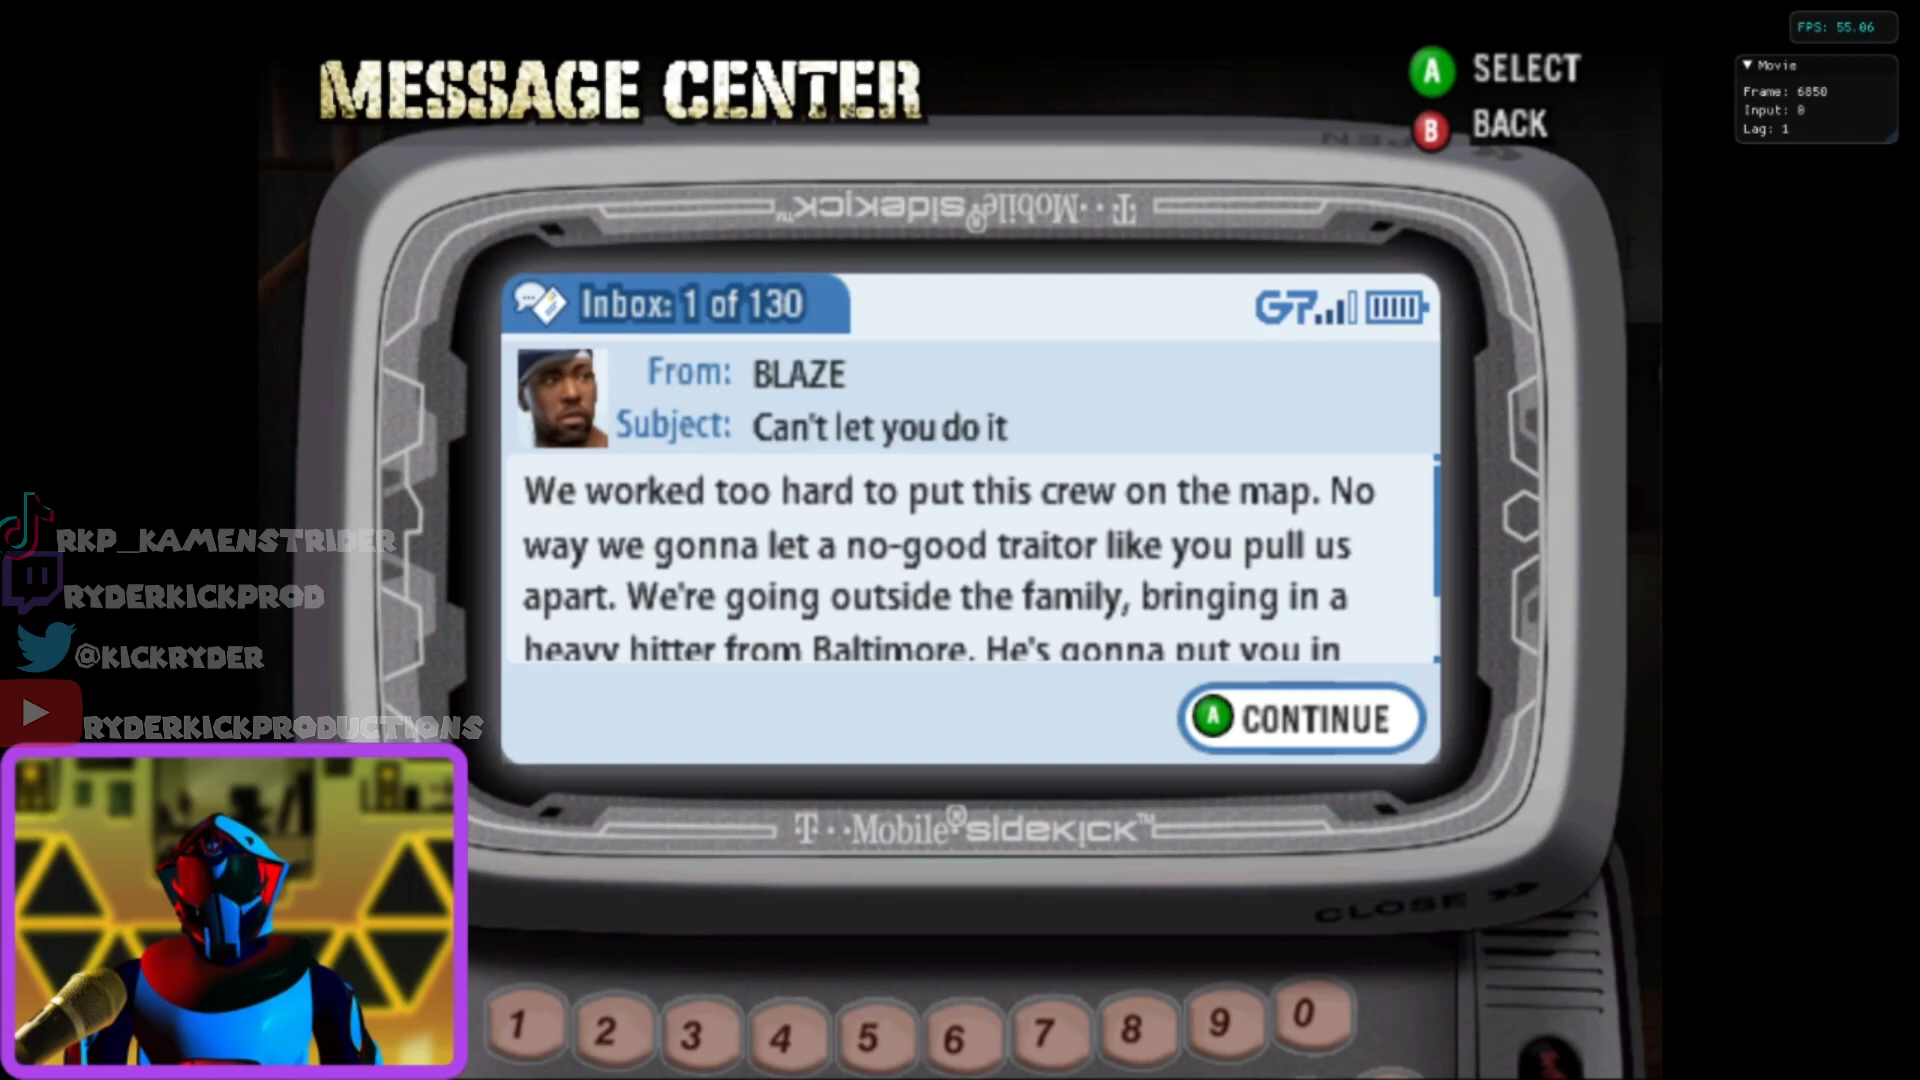 FPS: 55.06
▼ Movie
Frame: 6850
Input: 0
Lag: 1
MESSAGE CENTER
A SELECT
B BACK
OPEN
T··Mobile® sidekick™
Inbox: 1 of 130
G7
From: BLAZE
Subject: Can't let you do it
We worked too hard to put this crew on the map. No
way we gonna let a no-good traitor like you pull us
apart. We're going outside the family, bringing in a
heavy hitter from Baltimore. He's gonna put you in
A CONTINUE
T··Mobile® sidekick™
CLOSE >>
RKP_KAMENSTRIDER
RYDERKICKPROD
@KICKRYDER
RYDERKICKPRODUCTIONS
1 2 3 4 5 6 7 8 9 0